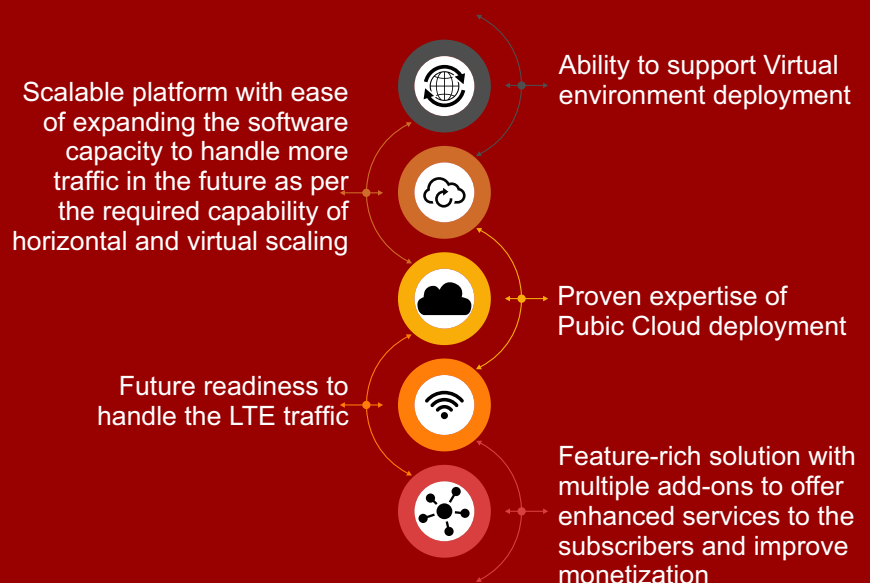 Ability to support Virtual
environment deployment
Scalable platform with ease
of expanding the software
capacity to handle more
traffic in the future as per
the required capability of
horizontal and virtual scaling
Proven expertise of
Pubic Cloud deployment
Future readiness to
handle the LTE traffic
Feature-rich solution with
multiple add-ons to offer
enhanced services to the
subscribers and improve
monetization